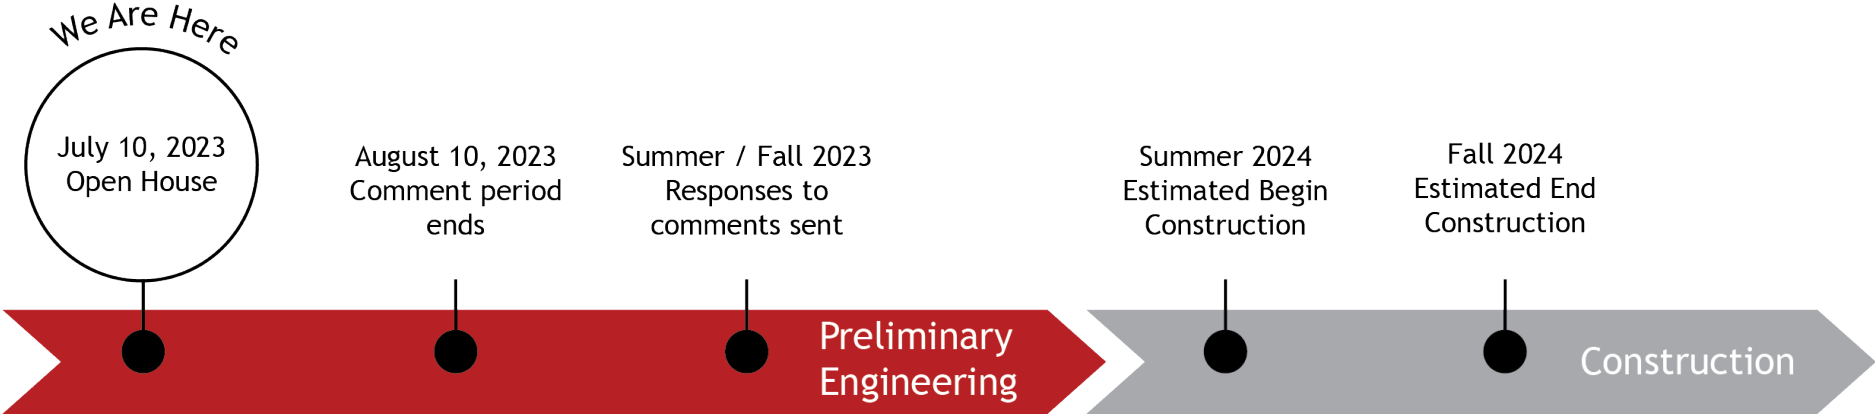 We Are Here
July 10, 2023
Open House
August 10, 2023
Comment period
ends
Summer / Fall 2023
Responses to
comments sent
Summer 2024
Estimated Begin
Construction
Fall 2024
Estimated End
Construction
Preliminary
Engineering
Construction